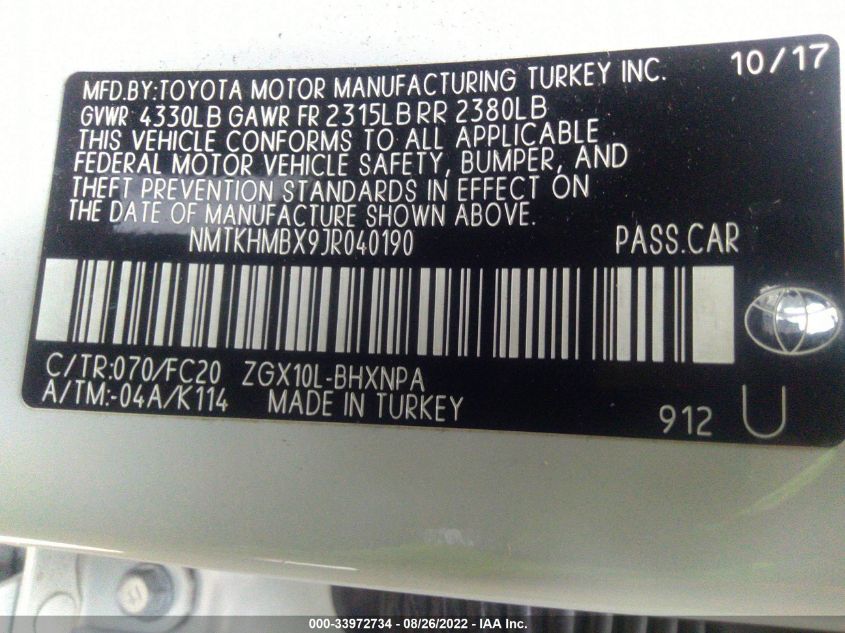 MFD.BY:TOYOTA MOTOR MANUFACTURING TURKEY INC. 10/17
GVWR 4330LB GAWR FR 2315LB RR 2380LB
THIS VEHICLE CONFORMS TO ALL APPLICABLE
FEDERAL MOTOR VEHICLE SAFETY, BUMPER, AND
THEFT PREVENTION STANDARDS IN EFFECT ON
THE DATE OF MANUFACTURE SHOWN ABOVE.
NMTKHMBX9JR040190 PASS.CAR
C/TR:070/FC20 ZGX10L-BHXNPA
A/TM:-04A/K114 MADE IN TURKEY
912 U
000-33972734 - 08/26/2022 - IAA Inc.